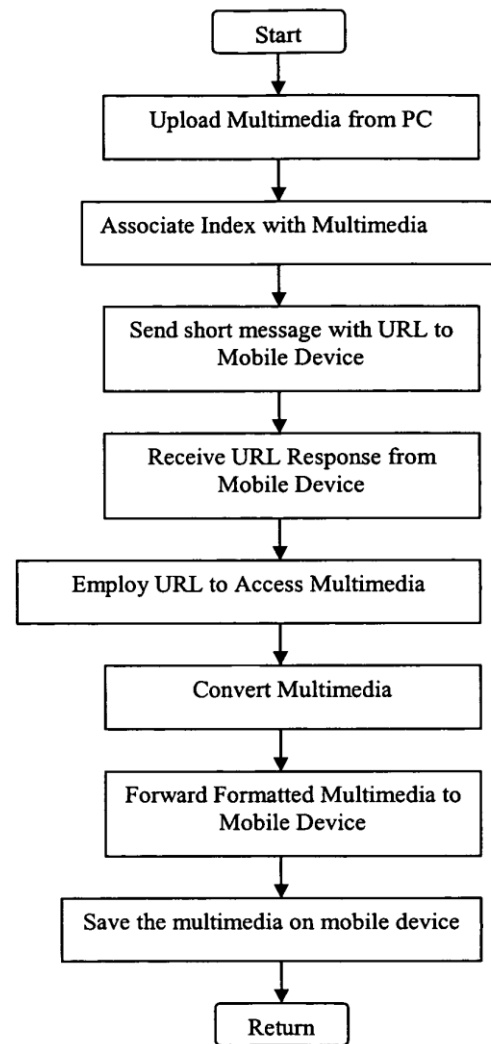 Start
Upload Multimedia from PC
Associate Index with Multimedia
Send short message with URL to
Mobile Device
Receive URL Response from
Mobile Device
Employ URL to Access Multimedia
Convert Multimedia
Forward Formatted Multimedia to
Mobile Device
Save the multimedia on mobile device
Return